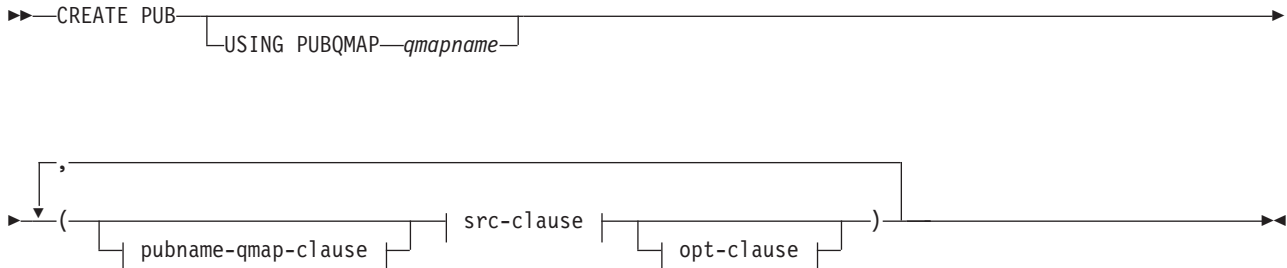 CREATE PUB
USING PUBQMAP qmapname
,
( src-clause )
pubname-qmap-clause opt-clause